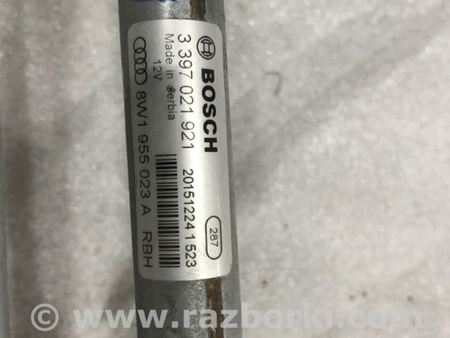 BOSCH
3 397 021 921
Made in Serbia
12V
20151224 1 523
287
8W1 955 023 A RBH
www.razborki.com